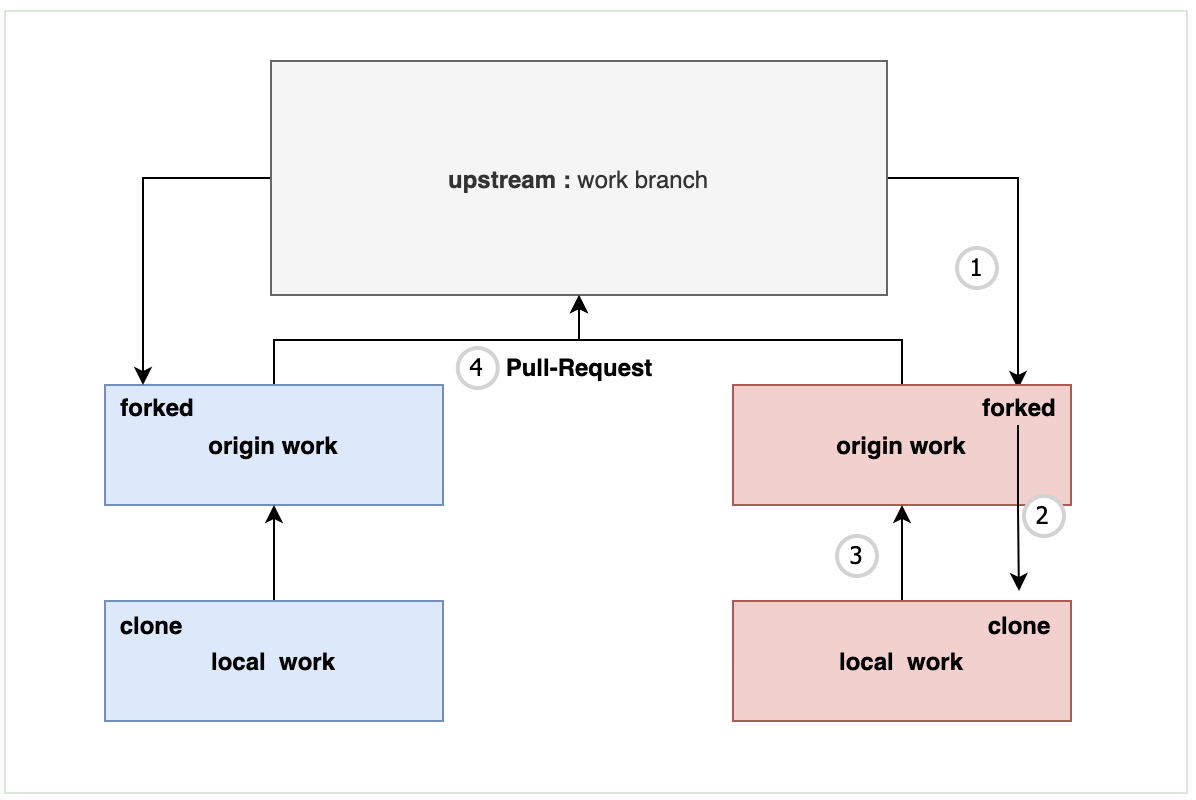 upstream : work branch
1
4 Pull-Request
forked
origin work
forked
origin work
2
3
clone
local work
clone
local work